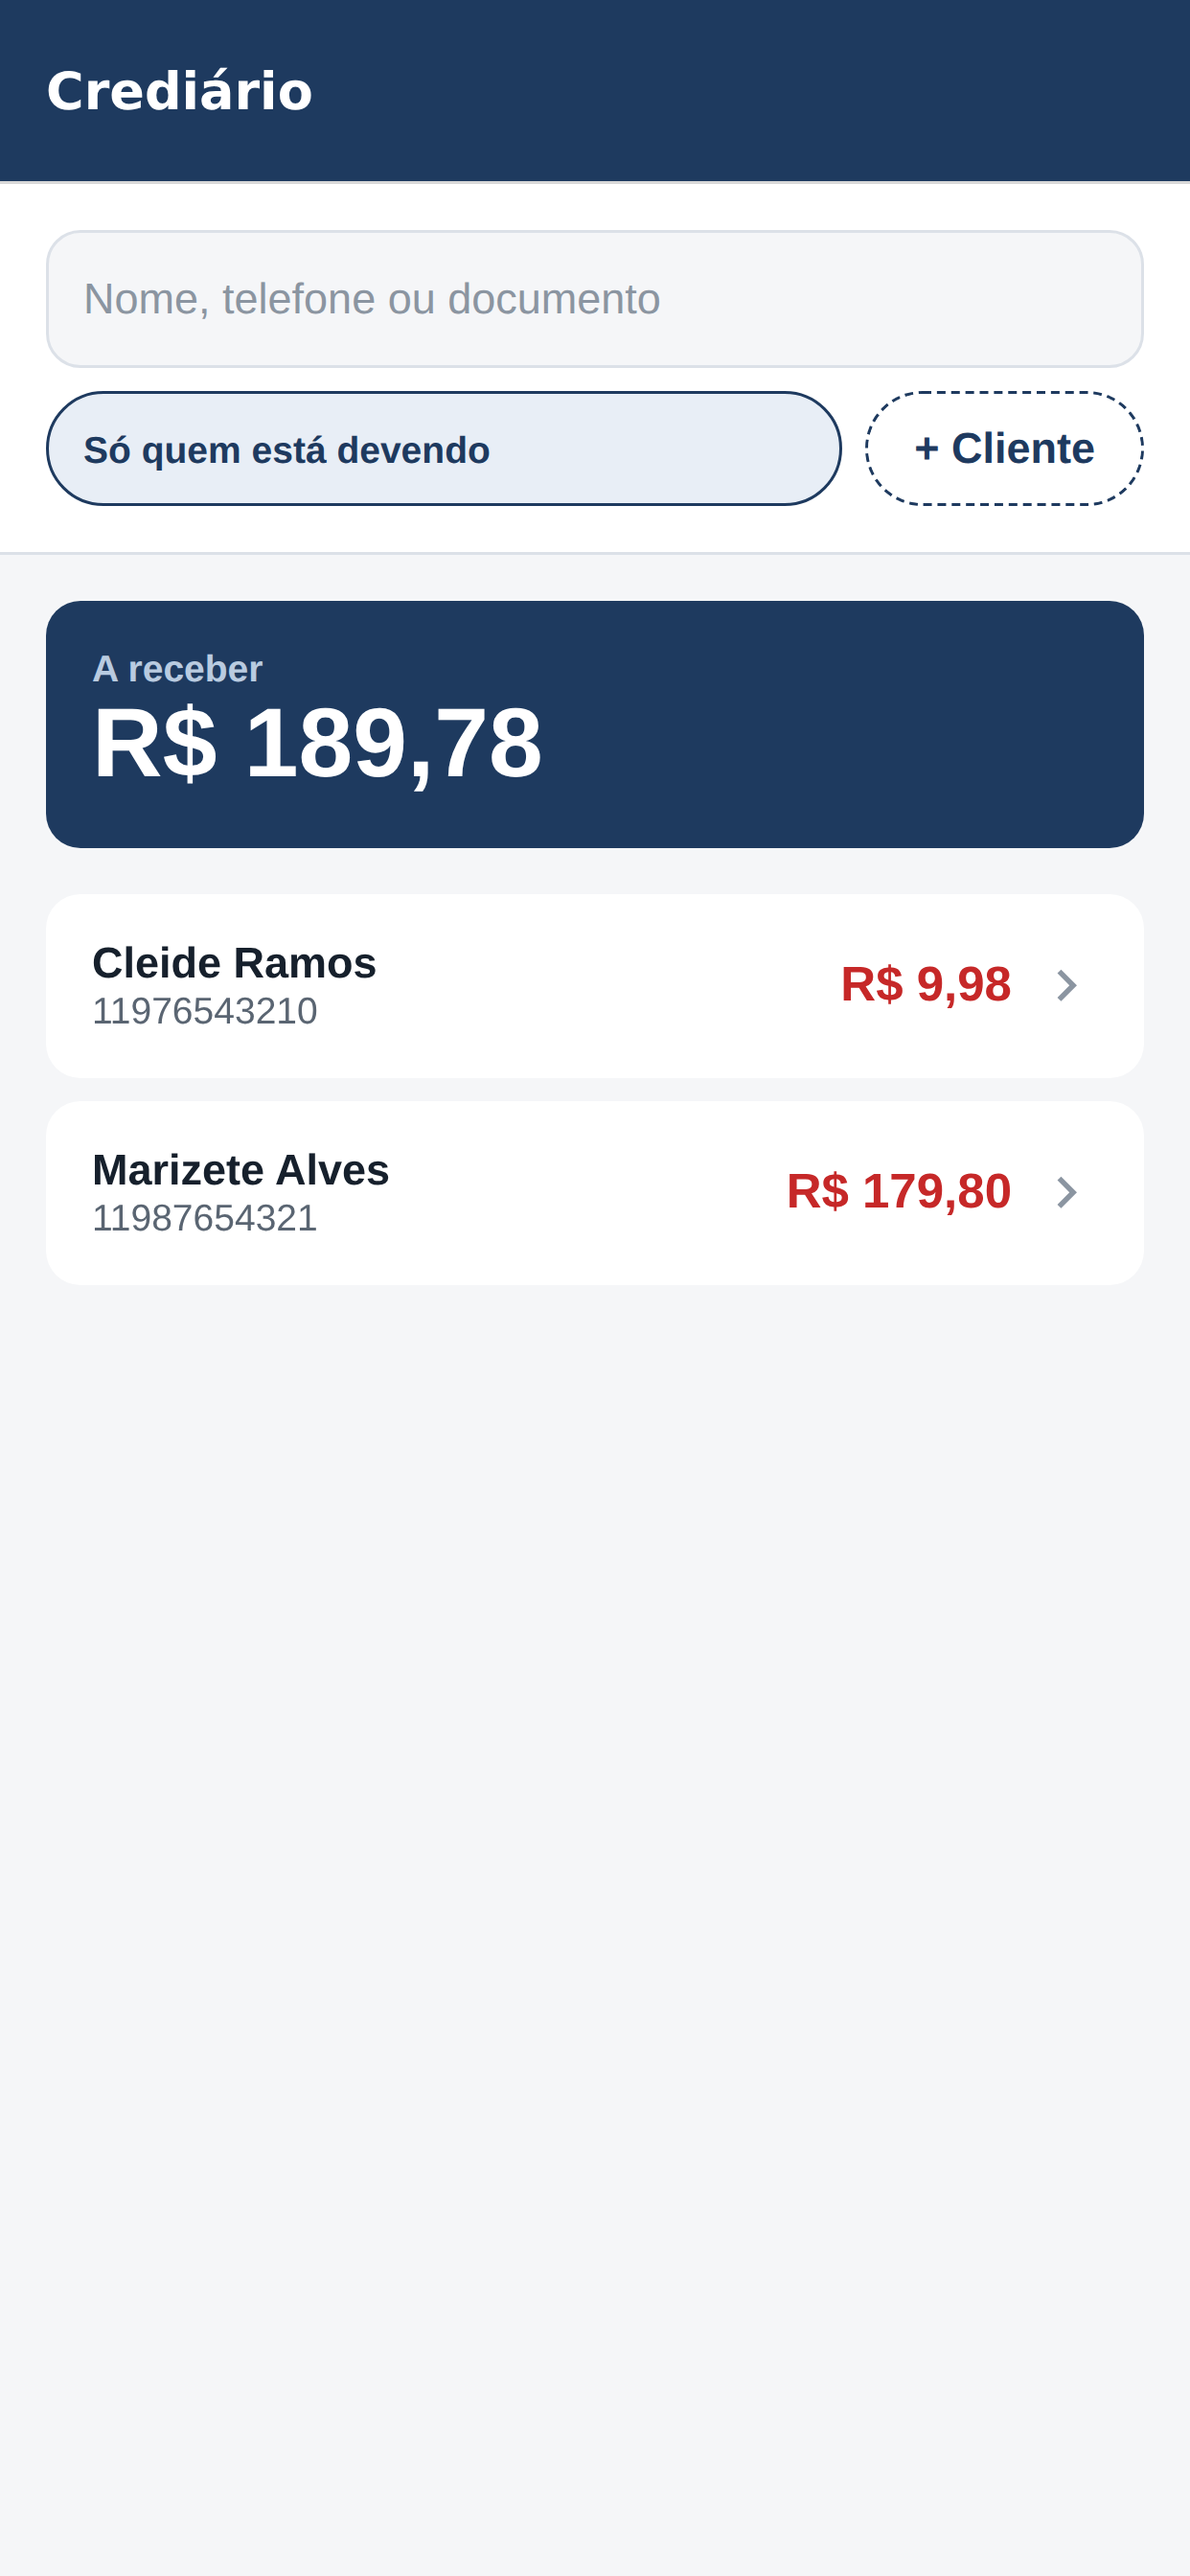 Crediário
Nome, telefone ou documento
Só quem está devendo
+ Cliente
A receber
R$ 189,78
Cleide Ramos
11976543210
R$ 9,98
Marizete Alves
11987654321
R$ 179,80